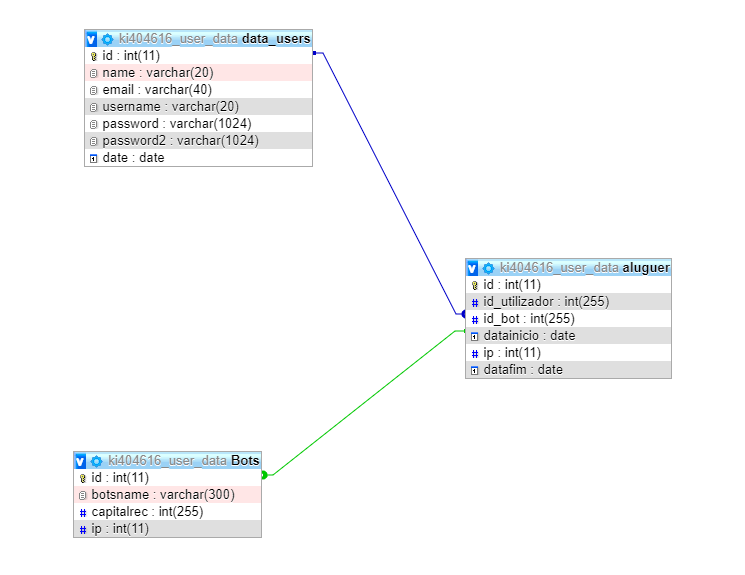 ki404616_user_data data_users
id : int(11)
name : varchar(20)
email : varchar(40)
username : varchar(20)
password : varchar(1024)
password2 : varchar(1024)
date : date
ki404616_user_data aluguer
id : int(11)
id_utilizador : int(255)
id_bot : int(255)
datainicio : date
ip : int(11)
datafim : date
ki404616_user_data Bots
id : int(11)
botsname : varchar(300)
capitalrec : int(255)
ip : int(11)